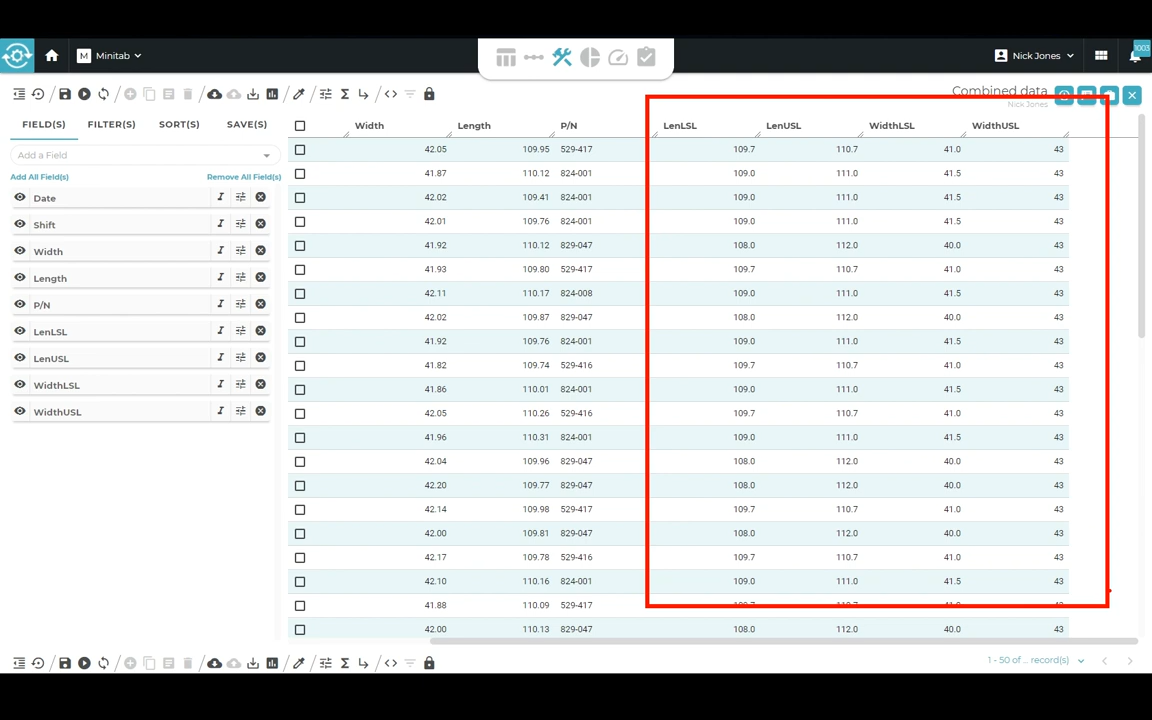 M Minitab
Nick Jones
1003
Combined data
Nick Jones
FIELD(S) FILTER(S) SORT(S) SAVE(S)
Add a Field
Add All Field(s) Remove All Field(s)
Date
Shift
Width
Length
P/N
LenLSL
LenUSL
WidthLSL
WidthUSL
Width Length P/N LenLSL LenUSL WidthLSL WidthUSL
42.05 109.95 529-417 109.7 110.7 41.0 43
41.87 110.12 824-001 109.0 111.0 41.5 43
42.02 109.41 824-001 109.0 111.0 41.5 43
42.01 109.76 824-001 109.0 111.0 41.5 43
41.92 110.12 829-047 108.0 112.0 40.0 43
41.93 109.80 529-417 109.7 110.7 41.0 43
42.11 110.17 824-008 109.0 111.0 41.5 43
42.02 109.87 829-047 108.0 112.0 40.0 43
41.92 109.76 824-001 109.0 111.0 41.5 43
41.82 109.74 529-416 109.7 110.7 41.0 43
41.86 110.01 824-001 109.0 111.0 41.5 43
42.05 110.26 529-416 109.7 110.7 41.0 43
41.96 110.31 824-001 109.0 111.0 41.5 43
42.04 109.96 829-047 108.0 112.0 40.0 43
42.20 109.77 829-047 108.0 112.0 40.0 43
42.14 109.98 529-417 109.7 110.7 41.0 43
42.00 109.81 829-047 108.0 112.0 40.0 43
42.17 109.78 529-416 109.7 110.7 41.0 43
42.10 110.16 824-001 109.0 111.0 41.5 43
41.88 110.09 529-417 109.7 110.7 41.0 43
42.00 110.13 829-047 108.0 112.0 40.0 43
1 - 50 of ... record(s)